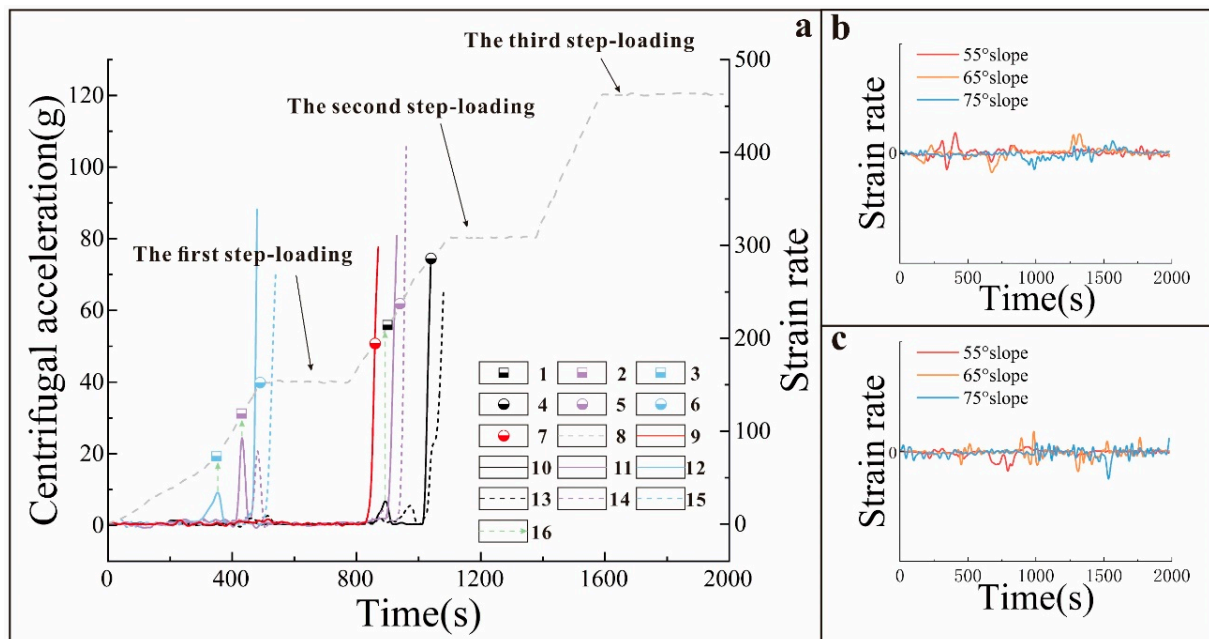 a
The third step-loading
The second step-loading
The first step-loading
Centrifugal acceleration(g)
120
100
80
60
40
20
0
500
400
300
200
100
0
Strain rate
0 400 800 1200 1600 2000
Time(s)
1 2 3
4 5 6
7 8 9
10 11 12
13 14 15
16
b
55°slope
65°slope
75°slope
Strain rate
0
0 500 1000 1500 2000
Time(s)
c
55°slope
65°slope
75°slope
Strain rate
0
0 500 1000 1500 2000
Time(s)